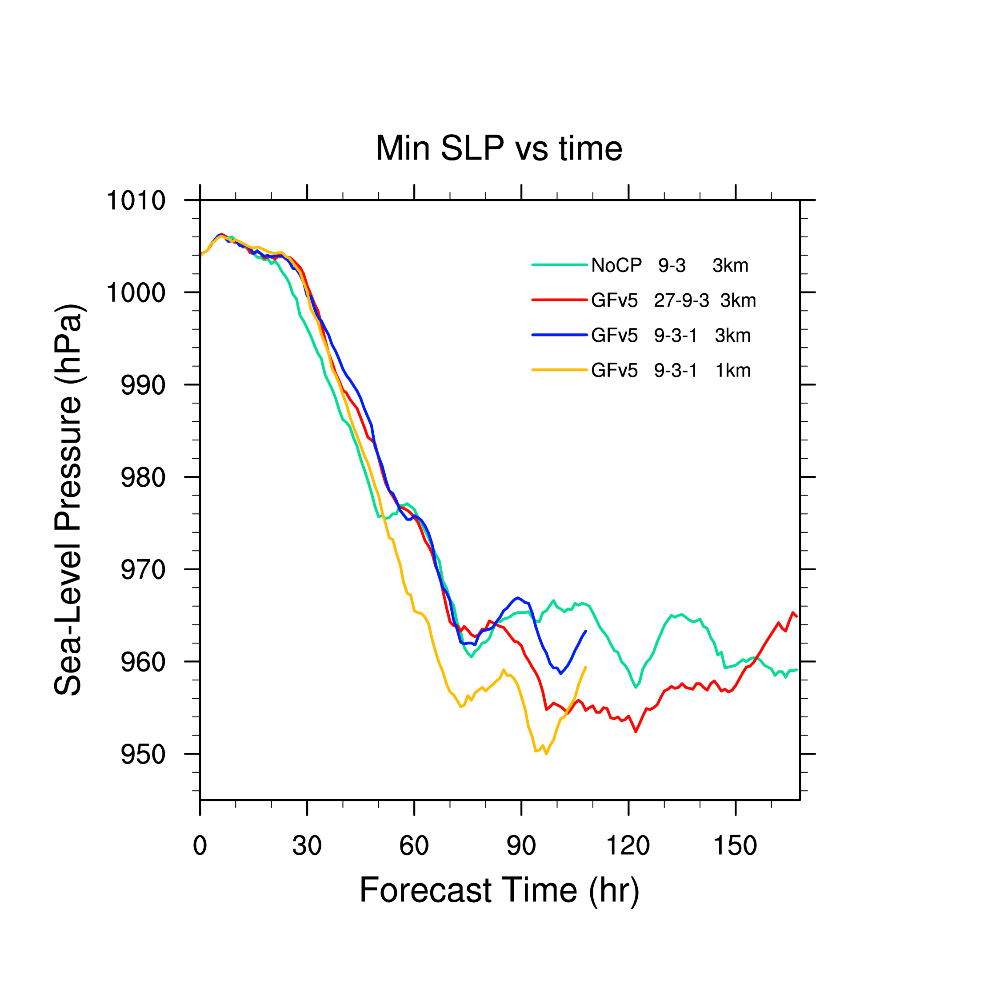 Min SLP vs time
1010
1000
990
980
970
960
950
Sea-Level Pressure (hPa)
NoCP 9-3 3km
GFv5 27-9-3 3km
GFv5 9-3-1 3km
GFv5 9-3-1 1km
0 30 60 90 120 150
Forecast Time (hr)